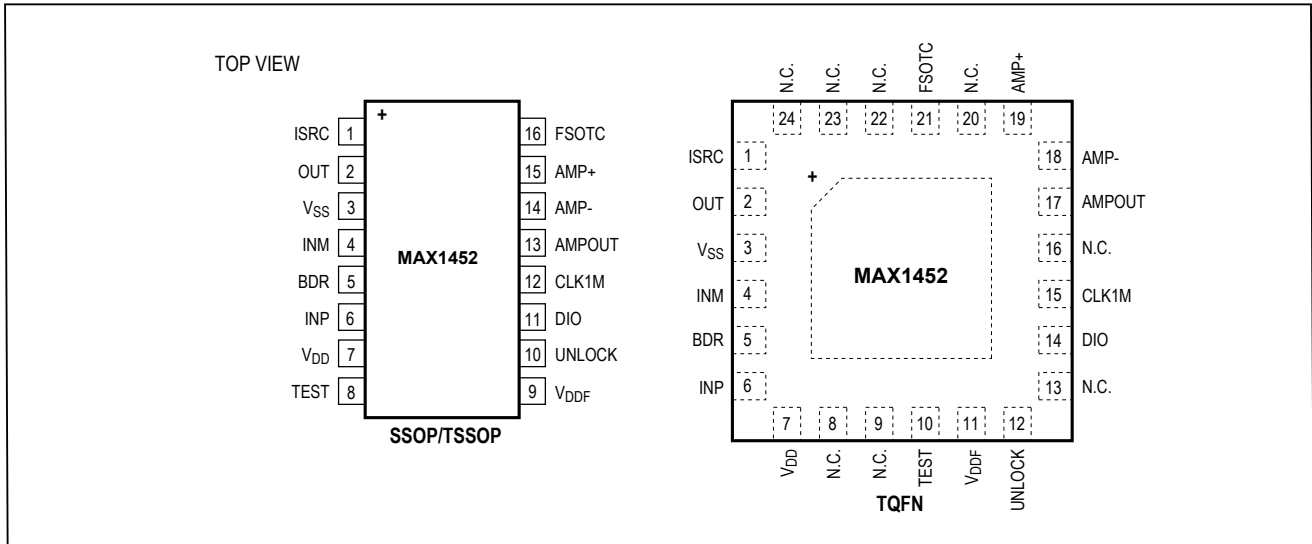 TOP VIEW
+
ISRC 1
OUT 2
VSS 3
INM 4
BDR 5
INP 6
VDD 7
TEST 8
MAX1452
16 FSOTC
15 AMP+
14 AMP-
13 AMPOUT
12 CLK1M
11 DIO
10 UNLOCK
9 VDDF
SSOP/TSSOP
N.C. N.C. N.C. FSOTC N.C. AMP+
24 23 22 21 20 19
ISRC 1
OUT 2
VSS 3
INM 4
BDR 5
INP 6
+
MAX1452
18 AMP-
17 AMPOUT
16 N.C.
15 CLK1M
14 DIO
13 N.C.
7 8 9 10 11 12
VDD N.C. N.C. TEST VDDF UNLOCK
TQFN